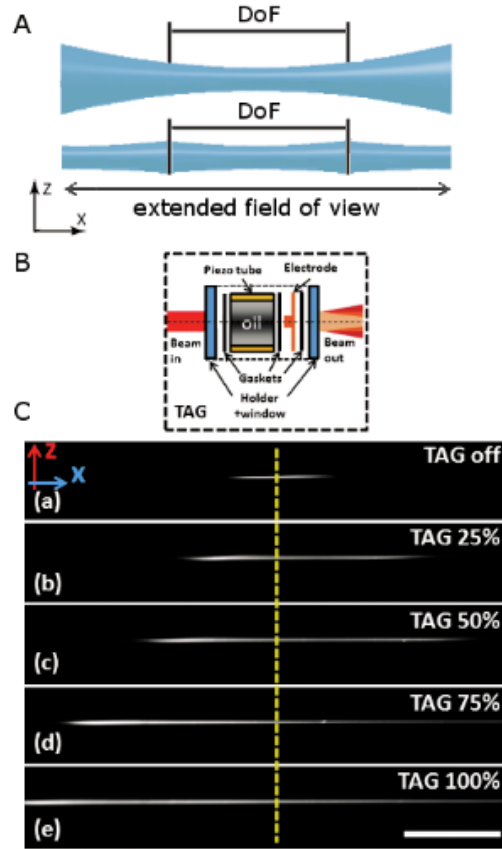 A
DoF
DoF
Z
X
extended field of view
B
Piezo tube
Electrode
oil
Beam
in
Beam
out
Gaskets
Holder
+window
TAG
C
Z
X
TAG off
(a)
TAG 25%
(b)
TAG 50%
(c)
TAG 75%
(d)
TAG 100%
(e)